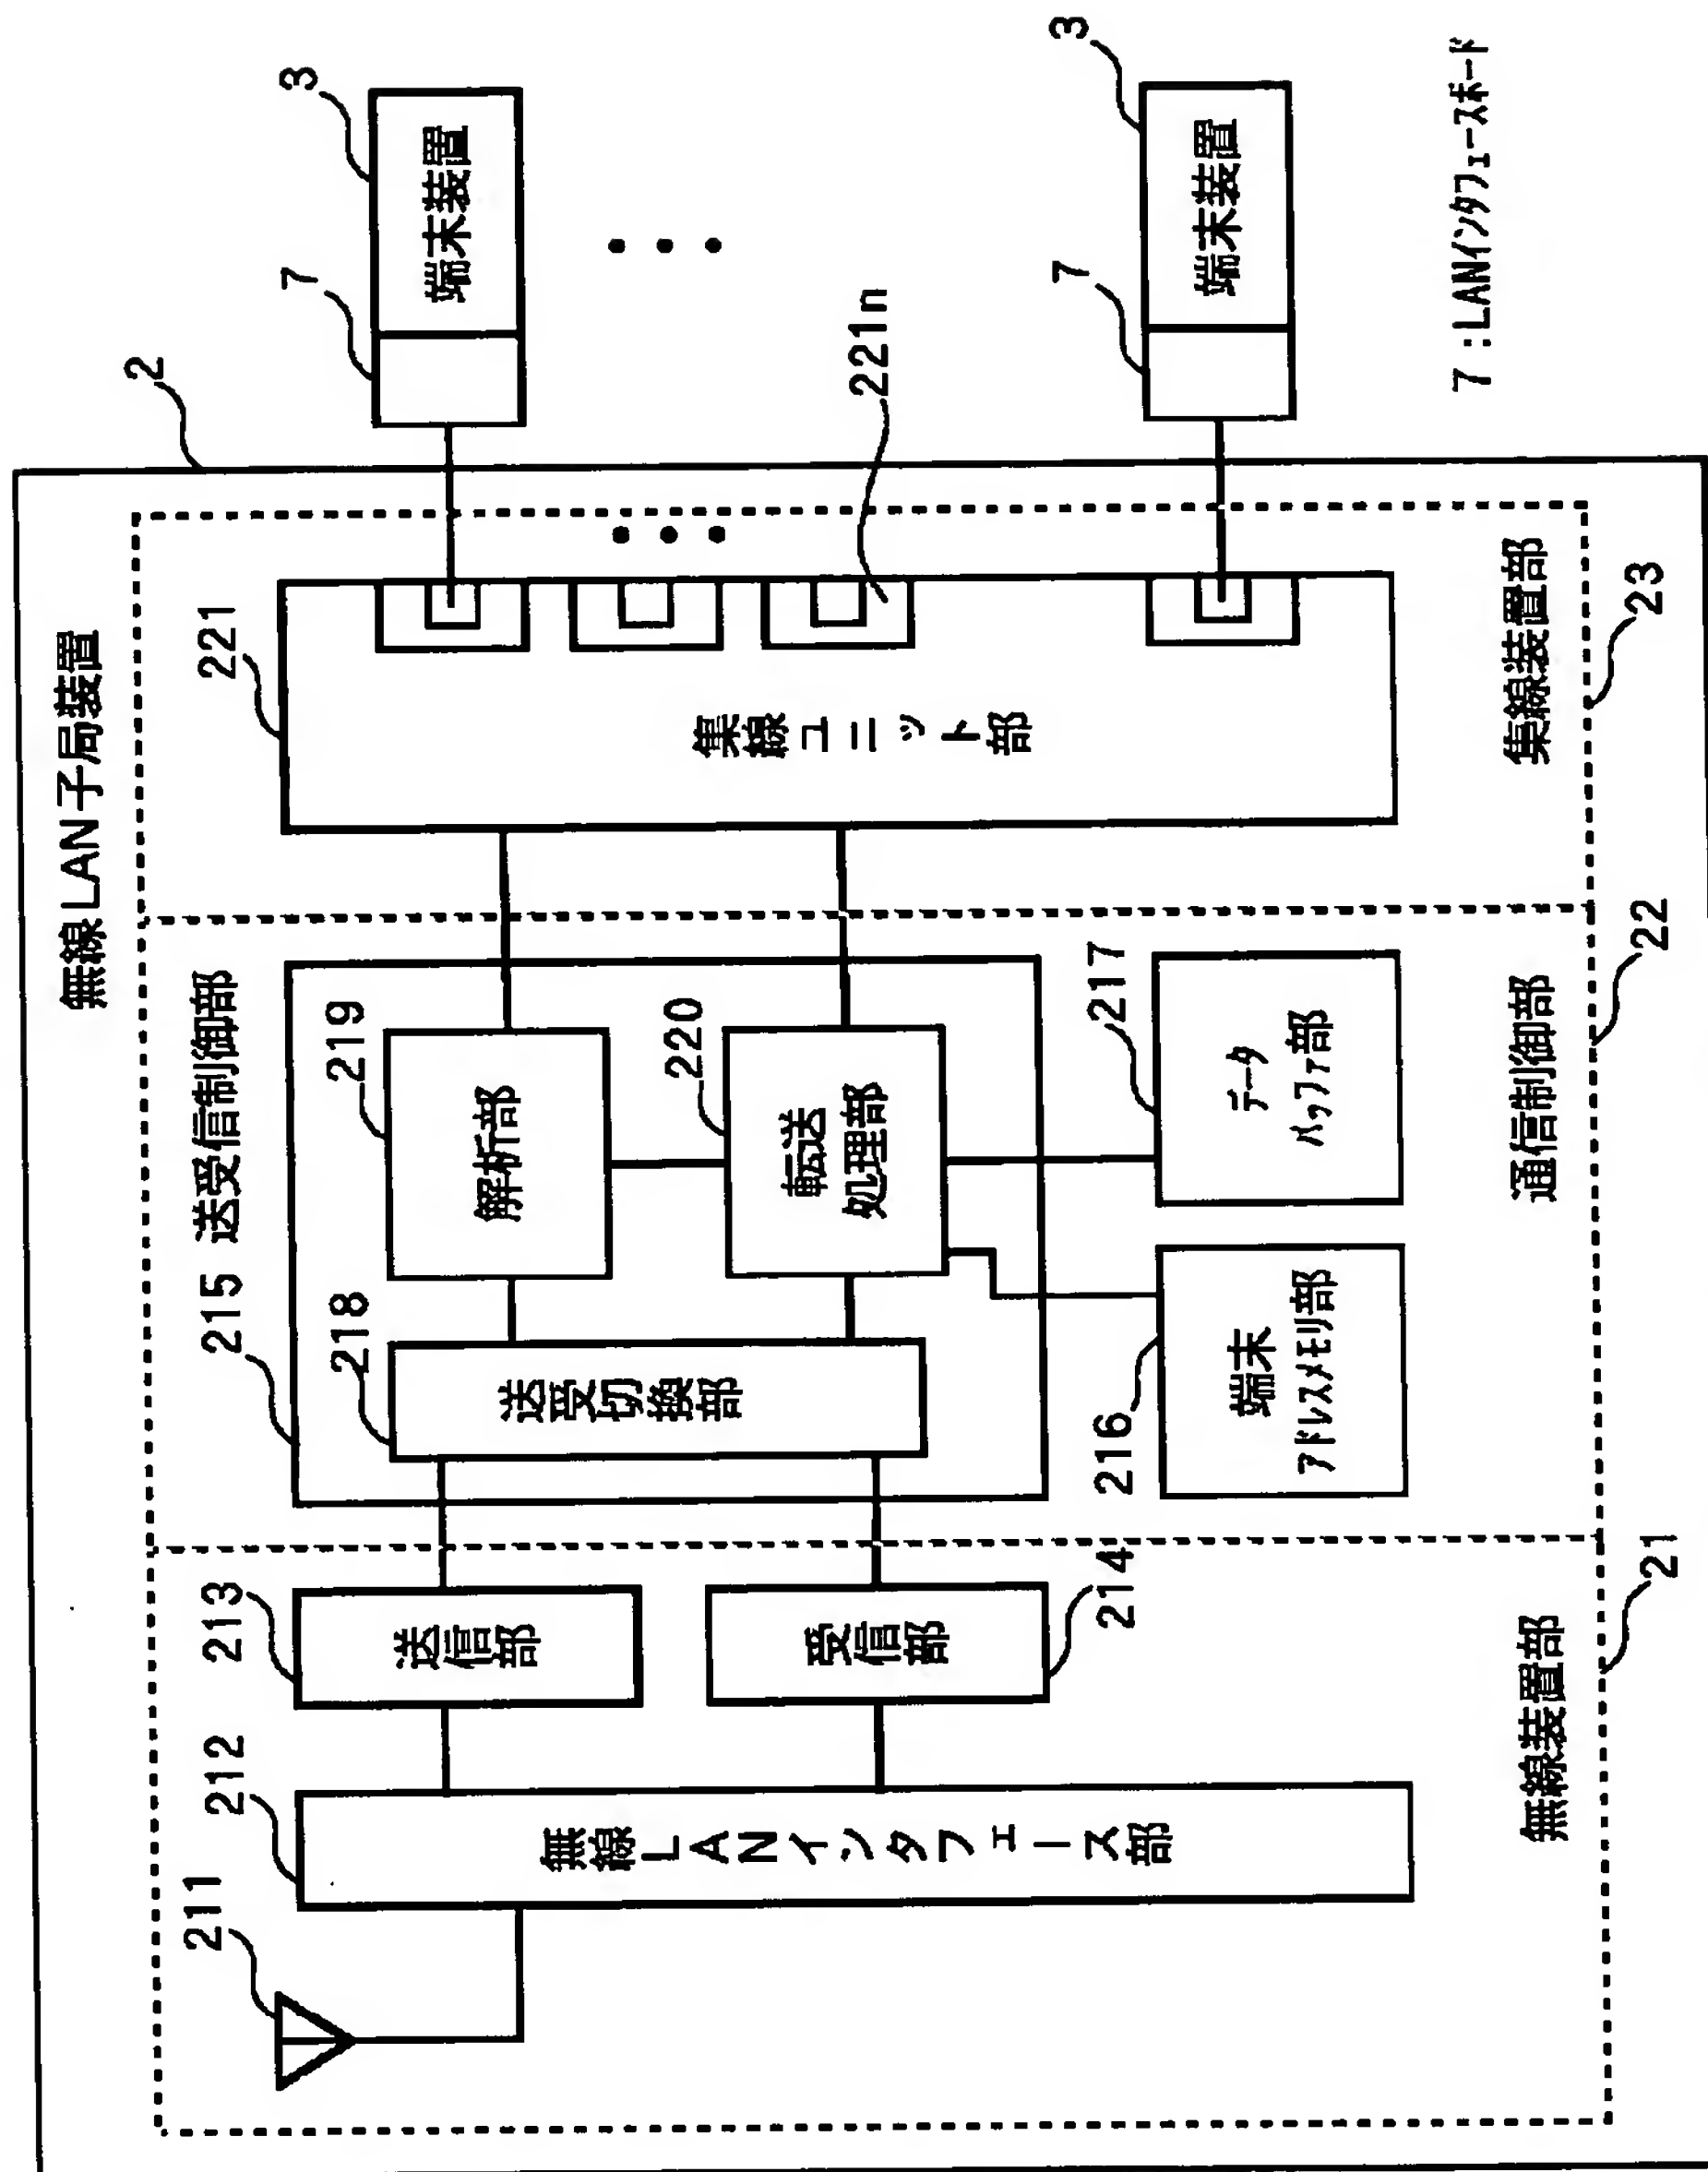 無線LAN子局装置
2
211
212
無線LANインタフェース部
213
送信部
受信部
214
無線装置部
21
215 送受信制御部
218
送受切換部
219
解析部
220
転送
処理部
216
端末
アドレスメモリ部
217
データ
バッファ部
通信制御部
22
221
集線ユニット部
221n
集線装置部
23
7
3
端末装置
7
3
端末装置
7:LANインタフェースボード